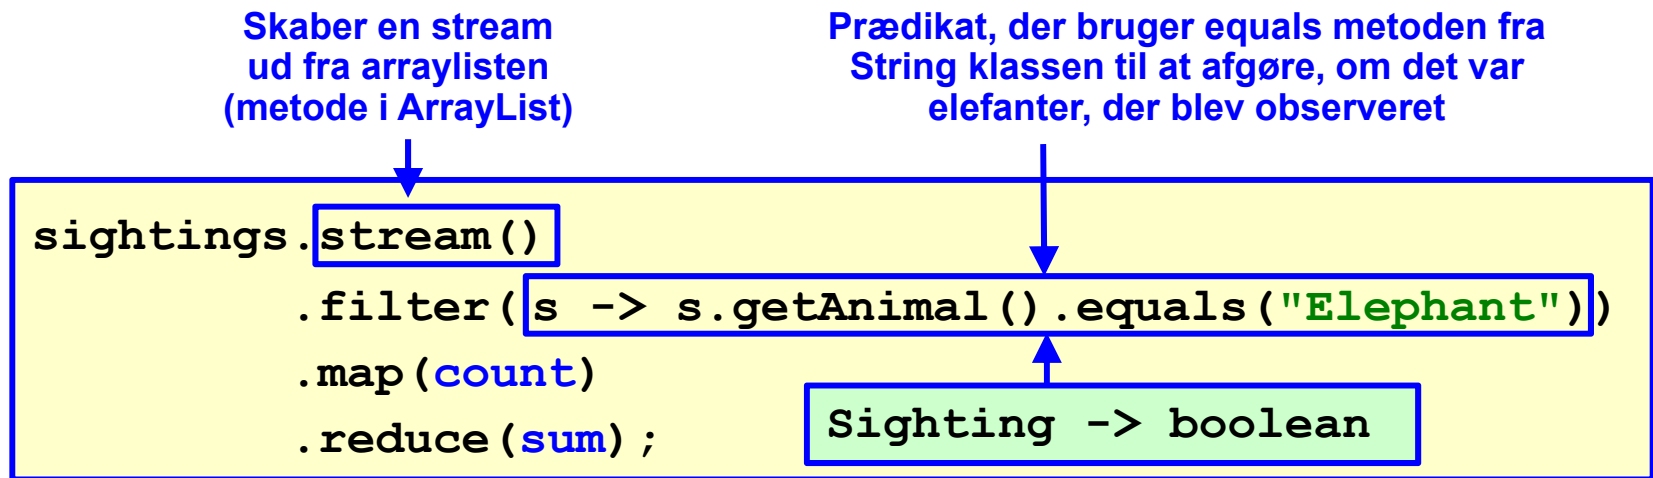 Skaber en stream
ud fra arraylisten
(metode i ArrayList)
Prædikat, der bruger equals metoden fra
String klassen til at afgøre, om det var
elefanter, der blev observeret
sightings.stream()
.filter(s -> s.getAnimal().equals("Elephant"))
.map(count)
.reduce(sum);
Sighting -> boolean